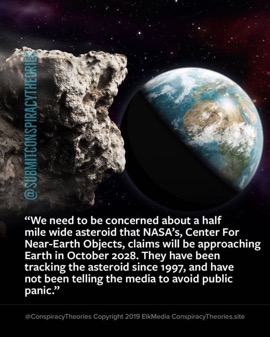 @SUBMITCONSPIRACYTHEORIES
“We need to be concerned about a half
mile wide asteroid that NASA’s, Center For
Near-Earth Objects, claims will be approaching
Earth in October 2028. They have been
tracking the asteroid since 1997, and have
not been telling the media to avoid public
panic.”
@ConspiracyTheories Copyright 2019 ElkMedia ConspiracyTheories.site